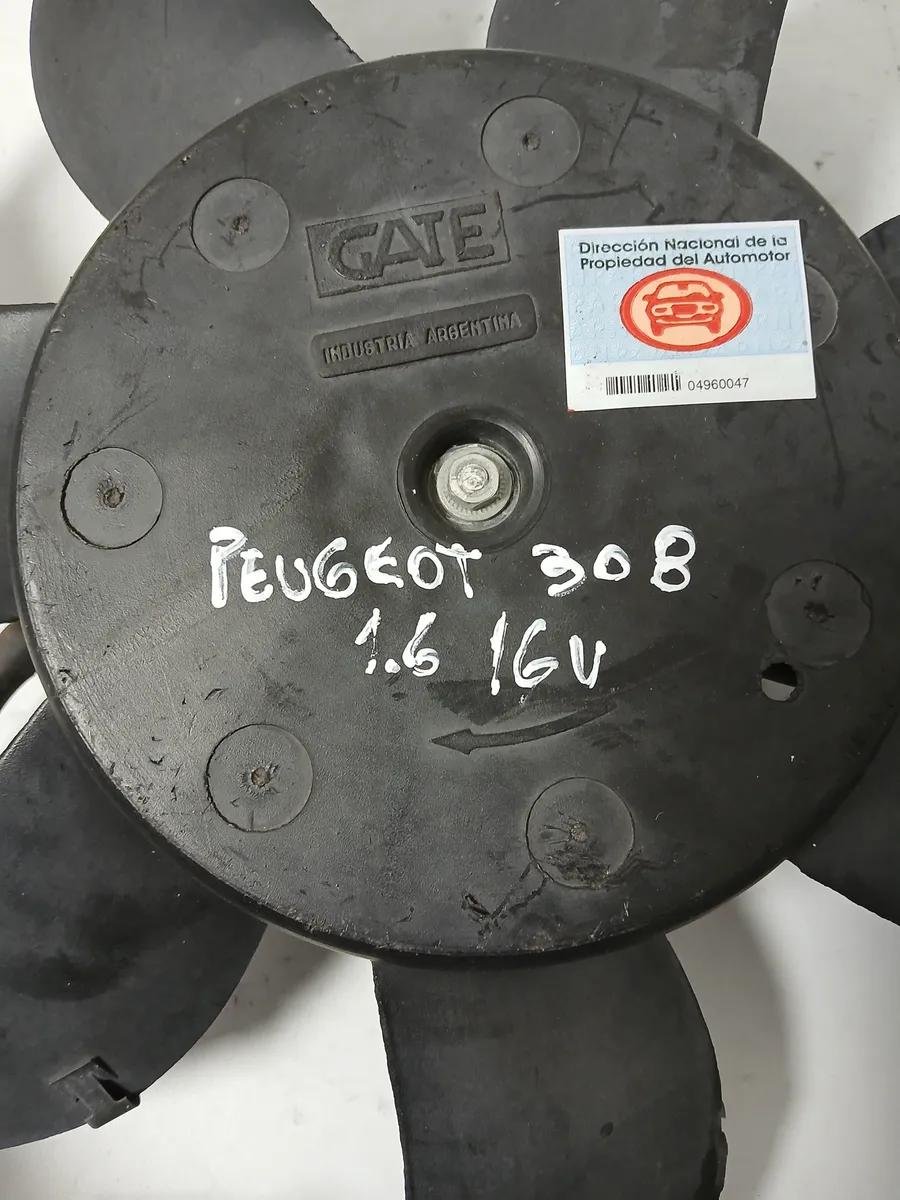 GATE
INDUSTRIA ARGENTINA
Dirección Nacional de la
Propiedad del Automotor
04960047
PEUGEOT 308
1.6 16V